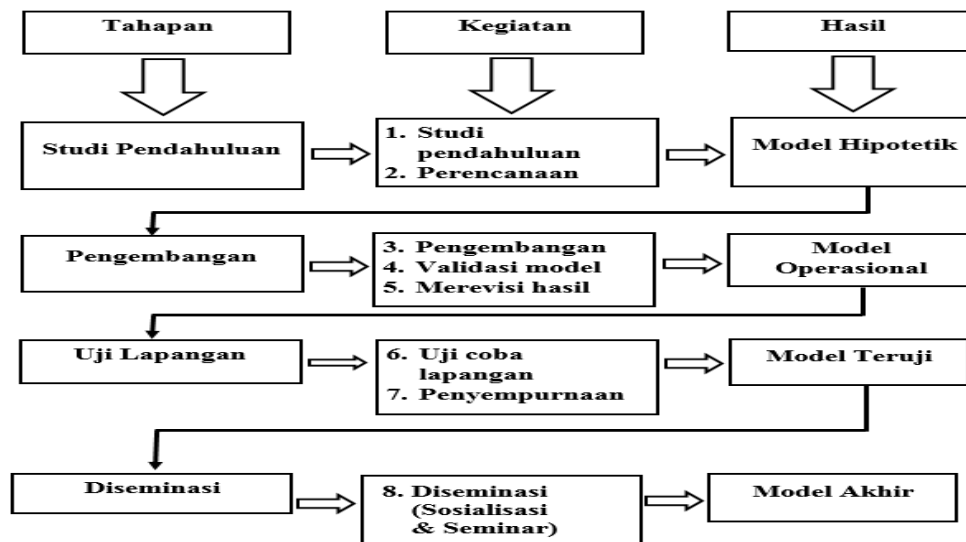 Tahapan
Kegiatan
Hasil
Studi Pendahuluan
1. Studi
pendahuluan
2. Perencanaan
Model Hipotetik
Pengembangan
3. Pengembangan
4. Validasi model
5. Merevisi hasil
Model
Operasional
Uji Lapangan
6. Uji coba
lapangan
7. Penyempurnaan
Model Teruji
Diseminasi
8. Diseminasi
(Sosialisasi
& Seminar)
Model Akhir